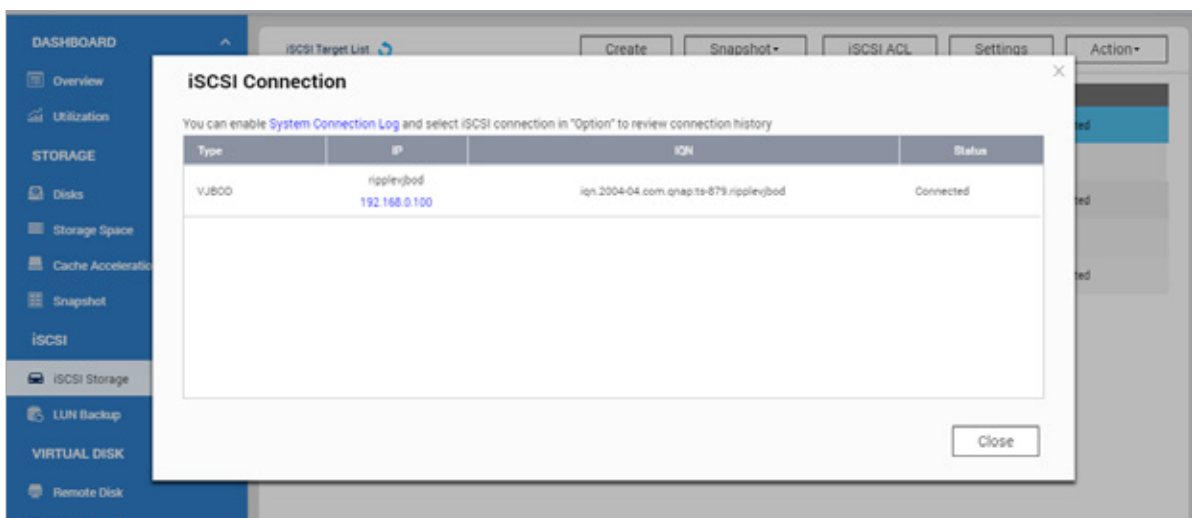 DASHBOARD
Overview
Utilization
STORAGE
Disks
Storage Space
Cache Acceleratio
Snapshot
iSCSI
iSCSI Storage
LUN Backup
VIRTUAL DISK
Remote Disk
iSCSI Target List
Create Snapshot iSCSI ACL Settings Action
iSCSI Connection
You can enable System Connection Log and select iSCSI connection in "Option" to review connection history
Type IP IQN Status
VJBOD ripplevjbod iqn.2004-04.com.qnap:ts-879.ripplevjbod Connected
192.168.0.100
Close
ted
ted
ted